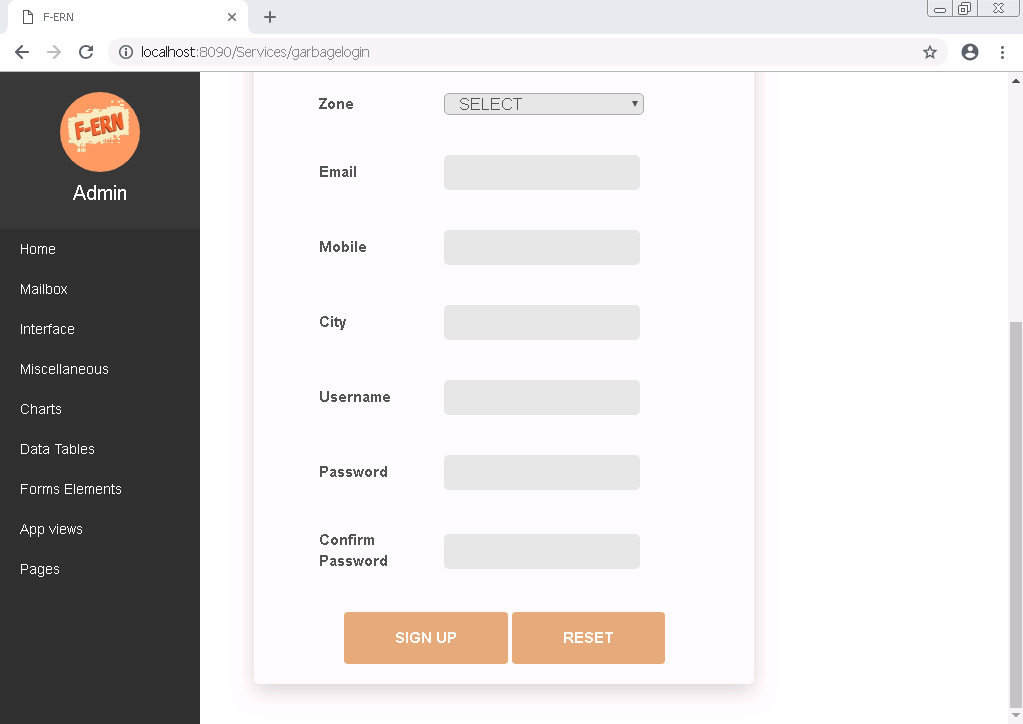 F-ERN
localhost:8090/Services/garbagelogin
F-ERN
Admin
Home
Mailbox
Interface
Miscellaneous
Charts
Data Tables
Forms Elements
App views
Pages
Zone SELECT
Email
Mobile
City
Username
Password
Confirm
Password
SIGN UP RESET